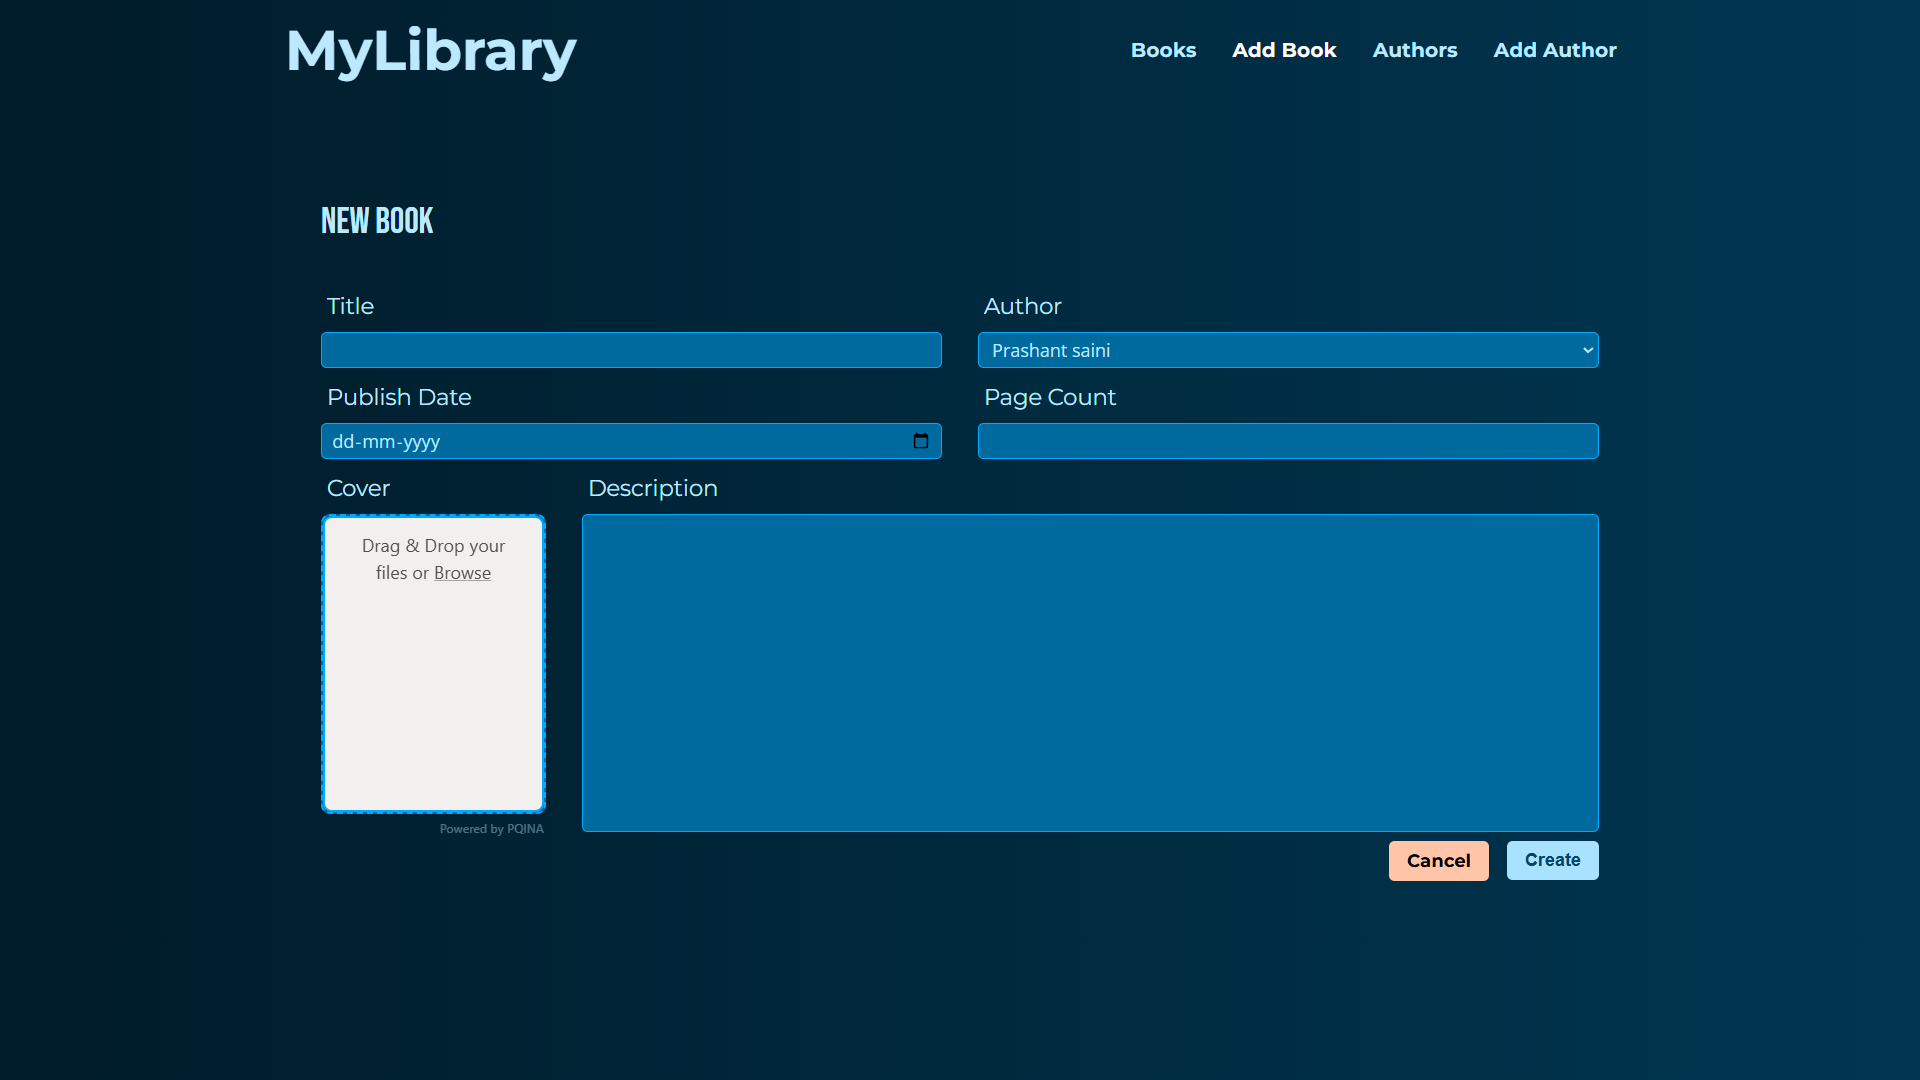 MyLibrary
Books Add Book Authors Add Author
NEW BOOK
Title Author
Prashant saini
Publish Date Page Count
dd-mm-yyyy
Cover Description
Drag & Drop your
files or Browse
Powered by PQINA
Cancel Create